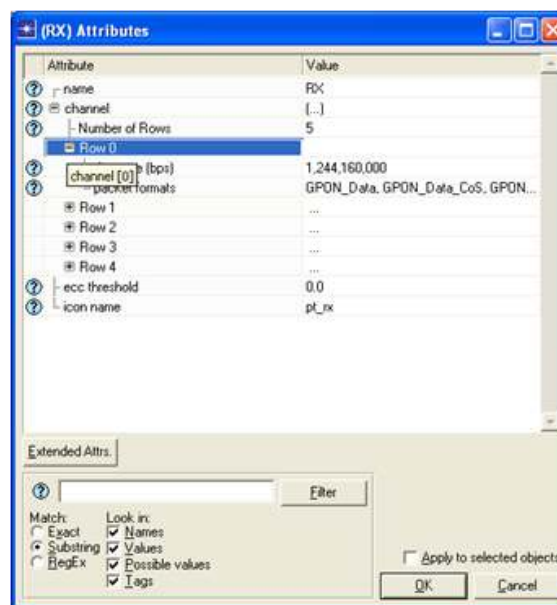 (RX) Attributes
Attribute Value
name RX
channel (...)
Number of Rows 5
Row 0
(bps) 1,244,160,000
channel [0]
packet formats GPON_Data, GPON_Data_CoS, GPON...
Row 1 ...
Row 2 ...
Row 3 ...
Row 4 ...
ecc threshold 0.0
icon name pt_rx
Extended Attrs.
Filter
Match: Look in:
Exact Names
Substring Values
RegEx Possible values
Tags
Apply to selected objects
OK Cancel